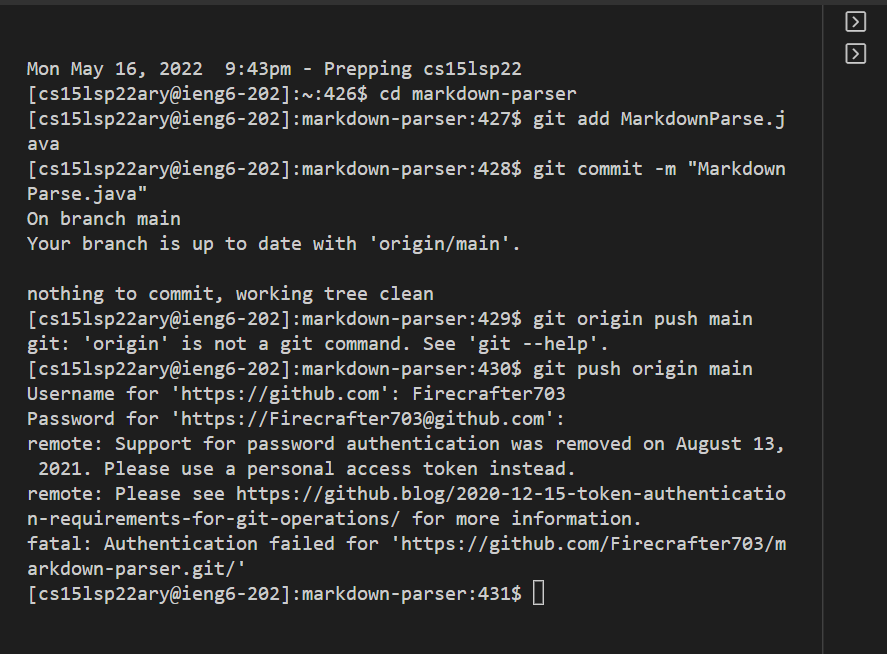 Mon May 16, 2022  9:43pm - Prepping cs15lsp22
[cs15lsp22ary@ieng6-202]:~:426$ cd markdown-parser
[cs15lsp22ary@ieng6-202]:markdown-parser:427$ git add MarkdownParse.j
ava
[cs15lsp22ary@ieng6-202]:markdown-parser:428$ git commit -m "Markdown
Parse.java"
On branch main
Your branch is up to date with 'origin/main'.

nothing to commit, working tree clean
[cs15lsp22ary@ieng6-202]:markdown-parser:429$ git origin push main
git: 'origin' is not a git command. See 'git --help'.
[cs15lsp22ary@ieng6-202]:markdown-parser:430$ git push origin main
Username for 'https://github.com': Firecrafter703
Password for 'https://Firecrafter703@github.com':
remote: Support for password authentication was removed on August 13,
 2021. Please use a personal access token instead.
remote: Please see https://github.blog/2020-12-15-token-authenticatio
n-requirements-for-git-operations/ for more information.
fatal: Authentication failed for 'https://github.com/Firecrafter703/m
arkdown-parser.git/'
[cs15lsp22ary@ieng6-202]:markdown-parser:431$